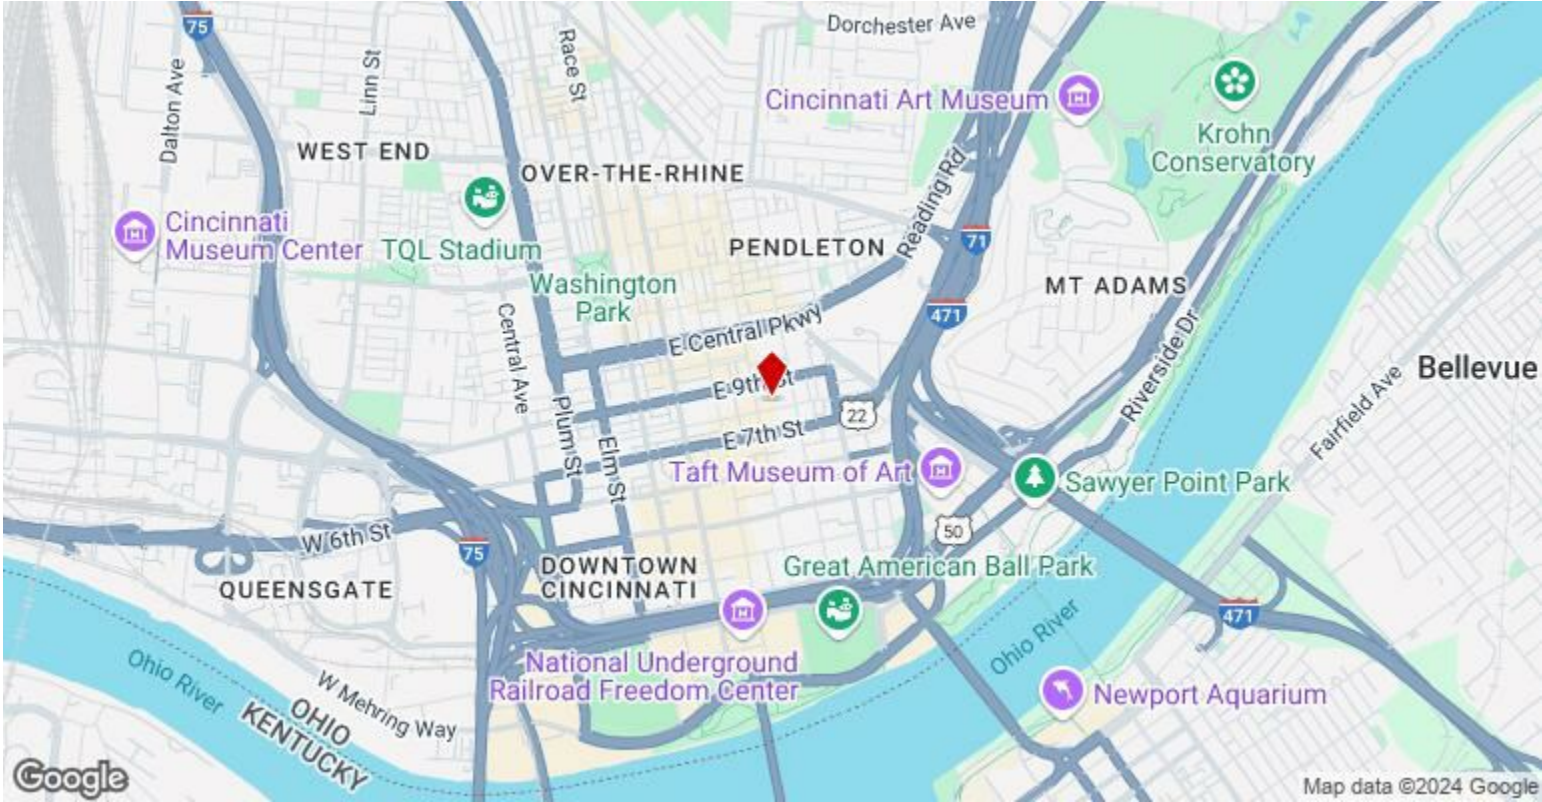 75
Dorchester Ave
Race St
Linn St
Dalton Ave
Cincinnati Art Museum
Krohn
Conservatory
WEST END
OVER-THE-RHINE
Reading Rd
Cincinnati
Museum Center
TQL Stadium
PENDLETON
71
Washington
Park
MT ADAMS
471
Central Ave
E Central Pkwy
Riverside Dr
Bellevue
E 9th St
Fairfield Ave
22
Plum St
Elm St
E 7th St
Taft Museum of Art
Sawyer Point Park
50
W 6th St
75
DOWNTOWN
CINCINNATI
Great American Ball Park
QUEENSGATE
471
Ohio River
National Underground
Railroad Freedom Center
Ohio River
Newport Aquarium
W Mehring Way
OHIO
KENTUCKY
Google
Map data ©2024 Google